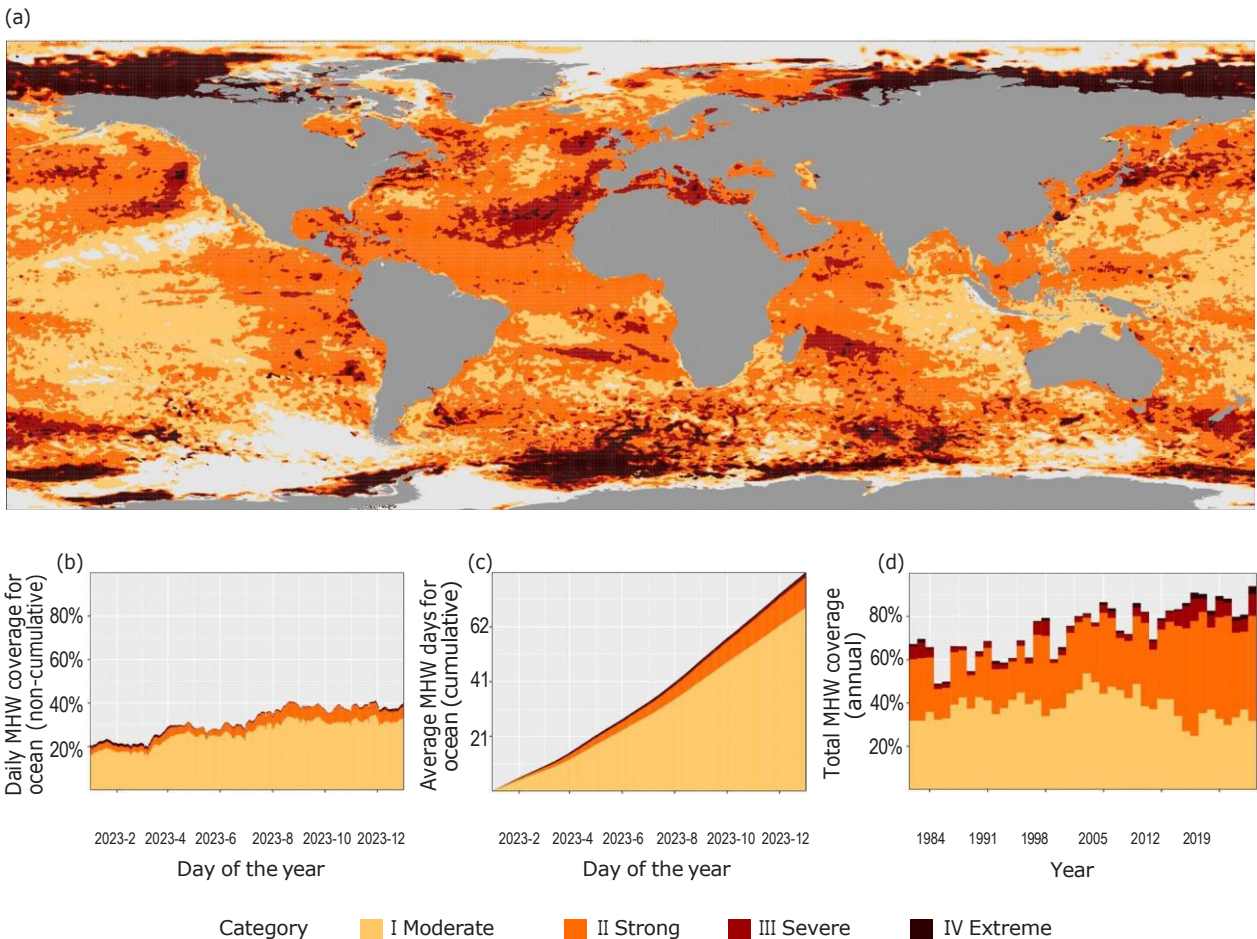 (a)
(b)
Daily MHW coverage for
ocean (non-cumulative)
80%
60%
40%
20%
2023-2 2023-4 2023-6 2023-8 2023-10 2023-12
Day of the year
(c)
Average MHW days for
ocean (cumulative)
62
41
21
2023-2 2023-4 2023-6 2023-8 2023-10 2023-12
Day of the year
(d)
Total MHW coverage
(annual)
80%
60%
40%
20%
1984 1991 1998 2005 2012 2019
Year
Category I Moderate II Strong III Severe IV Extreme